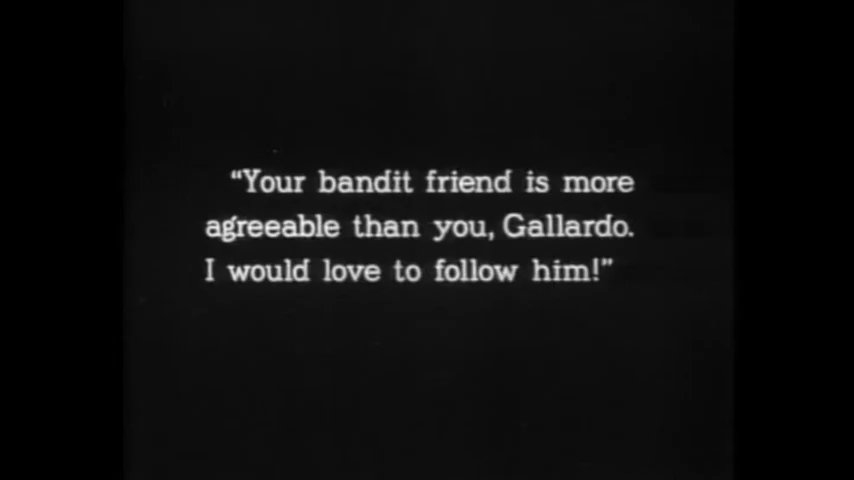 “Your bandit friend is more
agreeable than you, Gallardo.
I would love to follow him!”